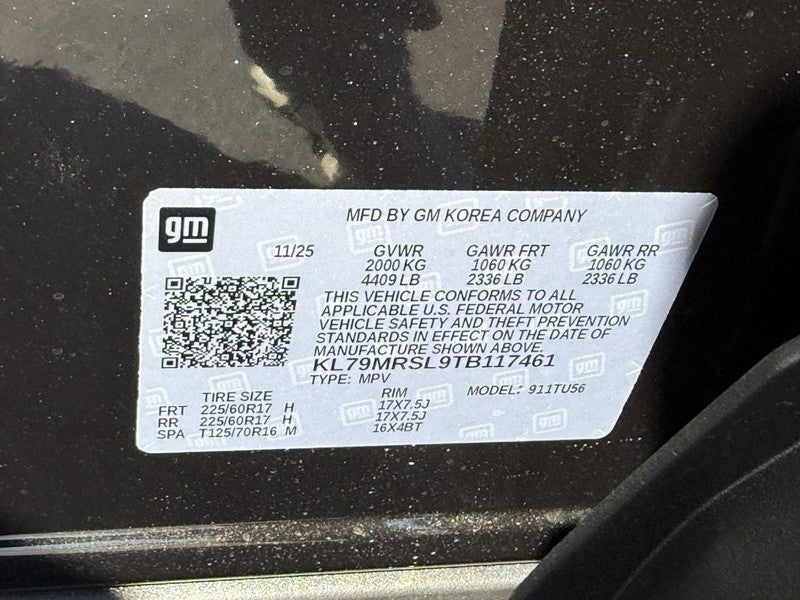 gm
MFD BY GM KOREA COMPANY
11/25 GVWR GAWR FRT GAWR RR
2000 KG 1060 KG 1060 KG
4409 LB 2336 LB 2336 LB
THIS VEHICLE CONFORMS TO ALL
APPLICABLE U.S. FEDERAL MOTOR
VEHICLE SAFETY AND THEFT PREVENTION
STANDARDS IN EFFECT ON THE DATE OF
MANUFACTURE SHOWN ABOVE.
KL79MRSL9TB117461
TYPE: MPV MODEL: 911TU56
TIRE SIZE RIM
FRT 225/60R17 H 17X7.5J
RR 225/60R17 H 17X7.5J
SPA T125/70R16 M 16X4BT